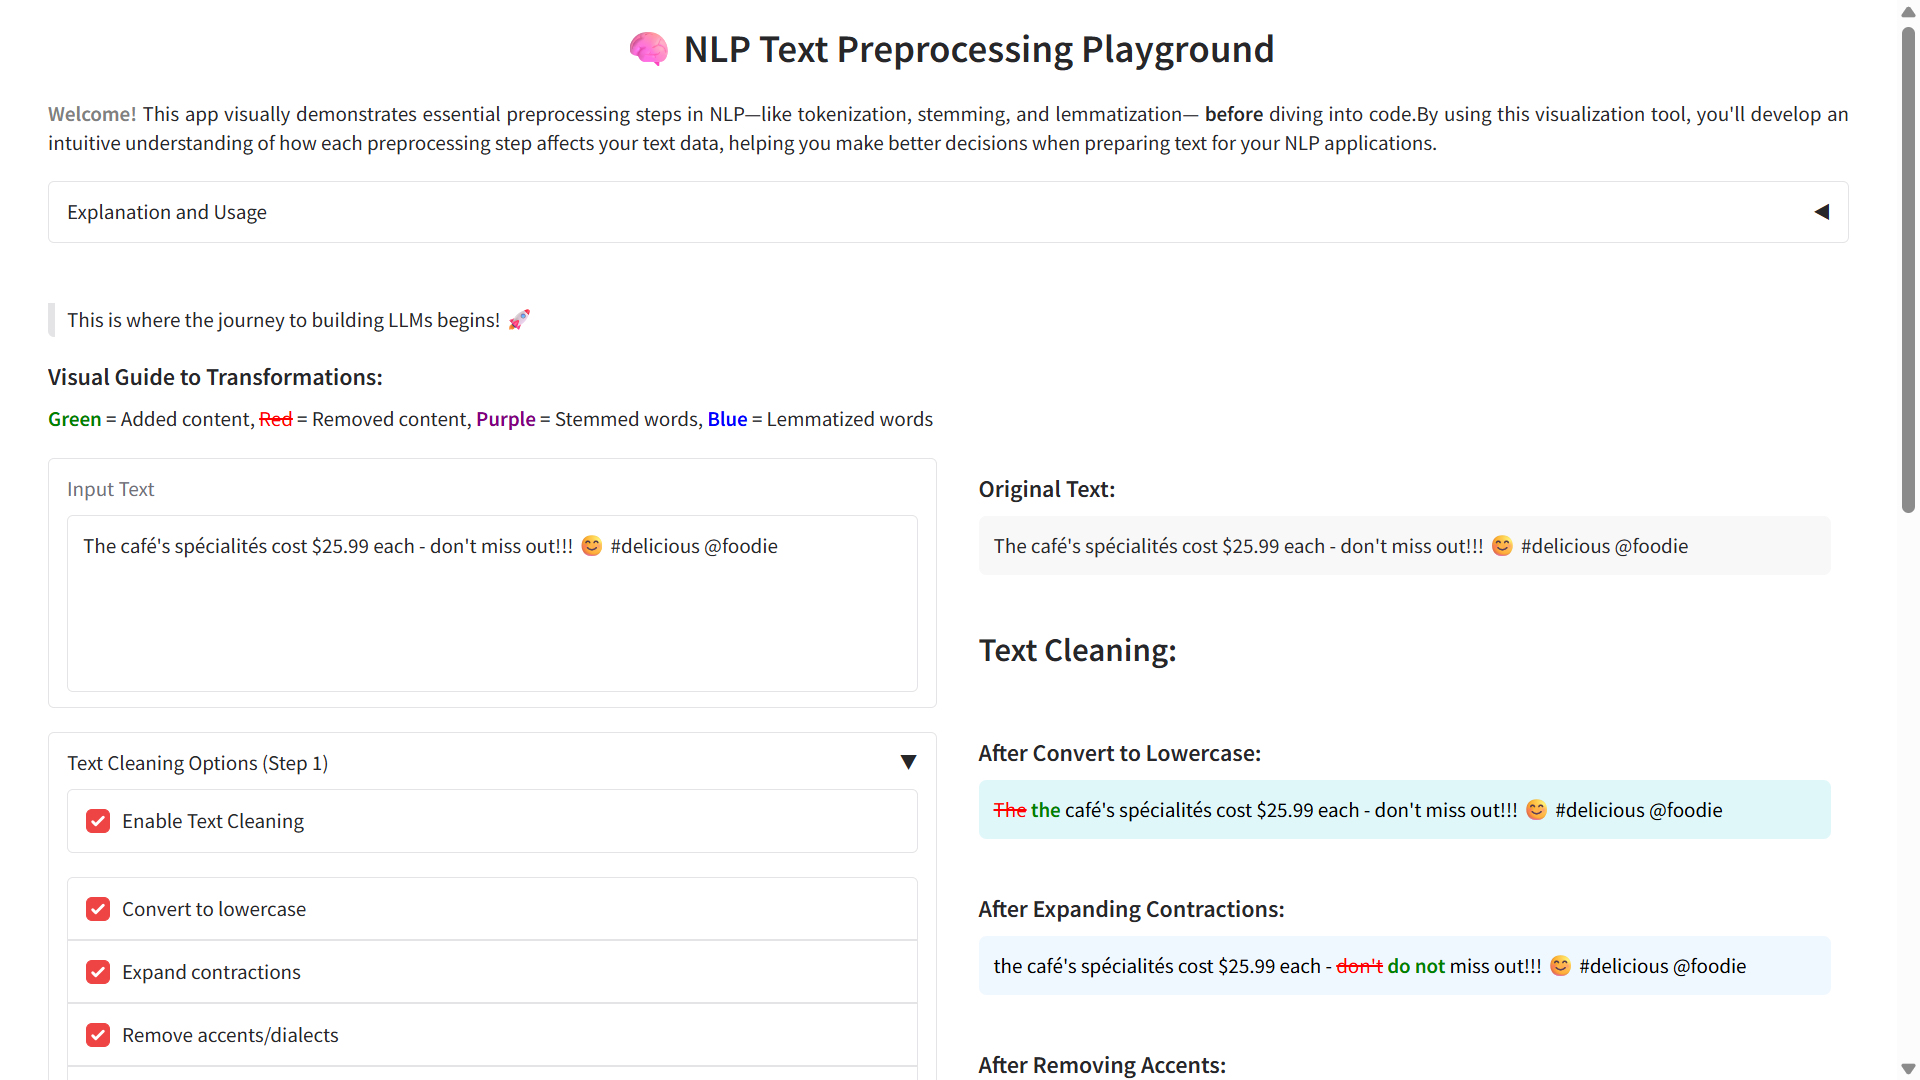 🧠 NLP Text Preprocessing Playground
Welcome! This app visually demonstrates essential preprocessing steps in NLP—like tokenization, stemming, and lemmatization— before diving into code.By using this visualization tool, you'll develop an
intuitive understanding of how each preprocessing step affects your text data, helping you make better decisions when preparing text for your NLP applications.
Explanation and Usage
This is where the journey to building LLMs begins! 🚀
Visual Guide to Transformations:
Green = Added content, Red = Removed content, Purple = Stemmed words, Blue = Lemmatized words
Input Text
The café's spécialités cost $25.99 each - don't miss out!!! 😊 #delicious @foodie
Text Cleaning Options (Step 1)
Enable Text Cleaning
Convert to lowercase
Expand contractions
Remove accents/dialects
Original Text:
The café's spécialités cost $25.99 each - don't miss out!!! 😊 #delicious @foodie
Text Cleaning:
After Convert to Lowercase:
The the café's spécialités cost $25.99 each - don't miss out!!! 😊 #delicious @foodie
After Expanding Contractions:
the café's spécialités cost $25.99 each - don't do not miss out!!! 😊 #delicious @foodie
After Removing Accents: